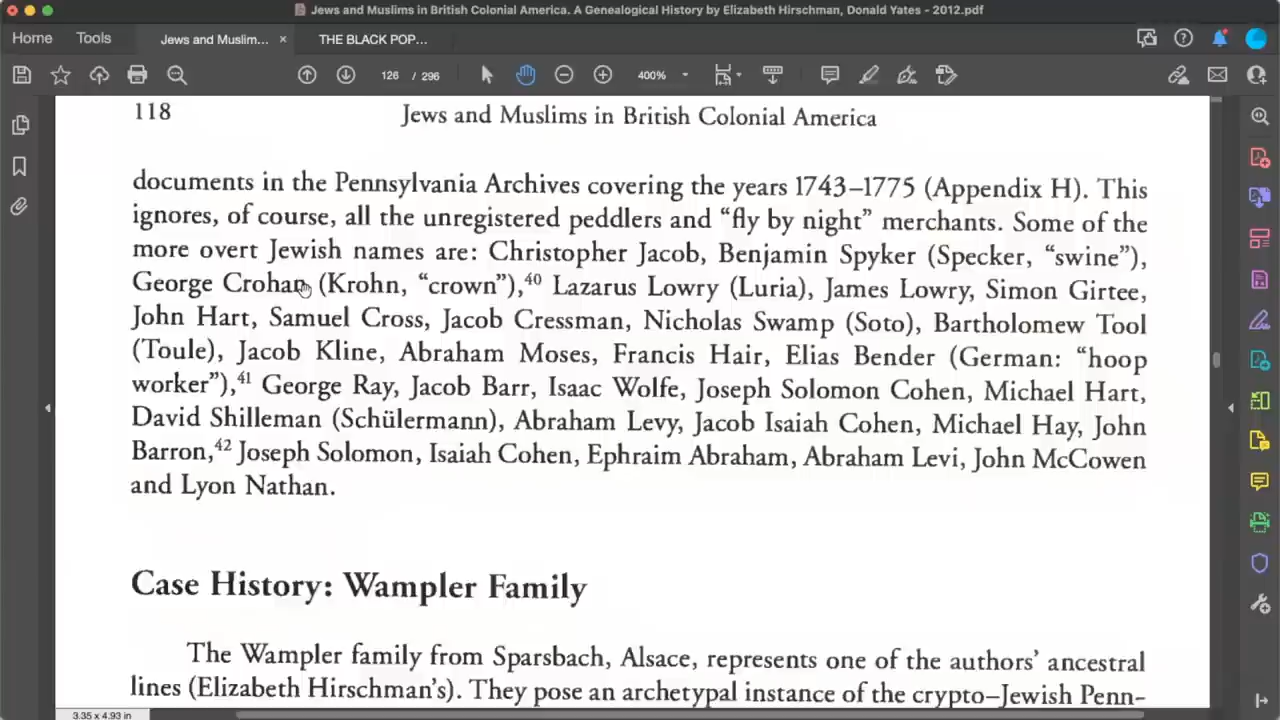 Jews and Muslims in British Colonial America. A Genealogical History by Elizabeth Hirschman, Donald Yates - 2012.pdf
Home Tools Jews and Muslim... × THE BLACK POP...
126 / 296 400%
118 Jews and Muslims in British Colonial America
documents in the Pennsylvania Archives covering the years 1743–1775 (Appendix H). This
ignores, of course, all the unregistered peddlers and “fly by night” merchants. Some of the
more overt Jewish names are: Christopher Jacob, Benjamin Spyker (Specker, “swine”),
George Crohan (Krohn, “crown”),40 Lazarus Lowry (Luria), James Lowry, Simon Girtee,
John Hart, Samuel Cross, Jacob Cressman, Nicholas Swamp (Soto), Bartholomew Tool
(Toule), Jacob Kline, Abraham Moses, Francis Hair, Elias Bender (German: “hoop
worker”),41 George Ray, Jacob Barr, Isaac Wolfe, Joseph Solomon Cohen, Michael Hart,
David Shilleman (Schülermann), Abraham Levy, Jacob Isaiah Cohen, Michael Hay, John
Barron,42 Joseph Solomon, Isaiah Cohen, Ephraim Abraham, Abraham Levi, John McCowen
and Lyon Nathan.
Case History: Wampler Family
The Wampler family from Sparsbach, Alsace, represents one of the authors’ ancestral
lines (Elizabeth Hirschman’s). They pose an archetypal instance of the crypto–Jewish Penn-
3.35 x 4.93 in